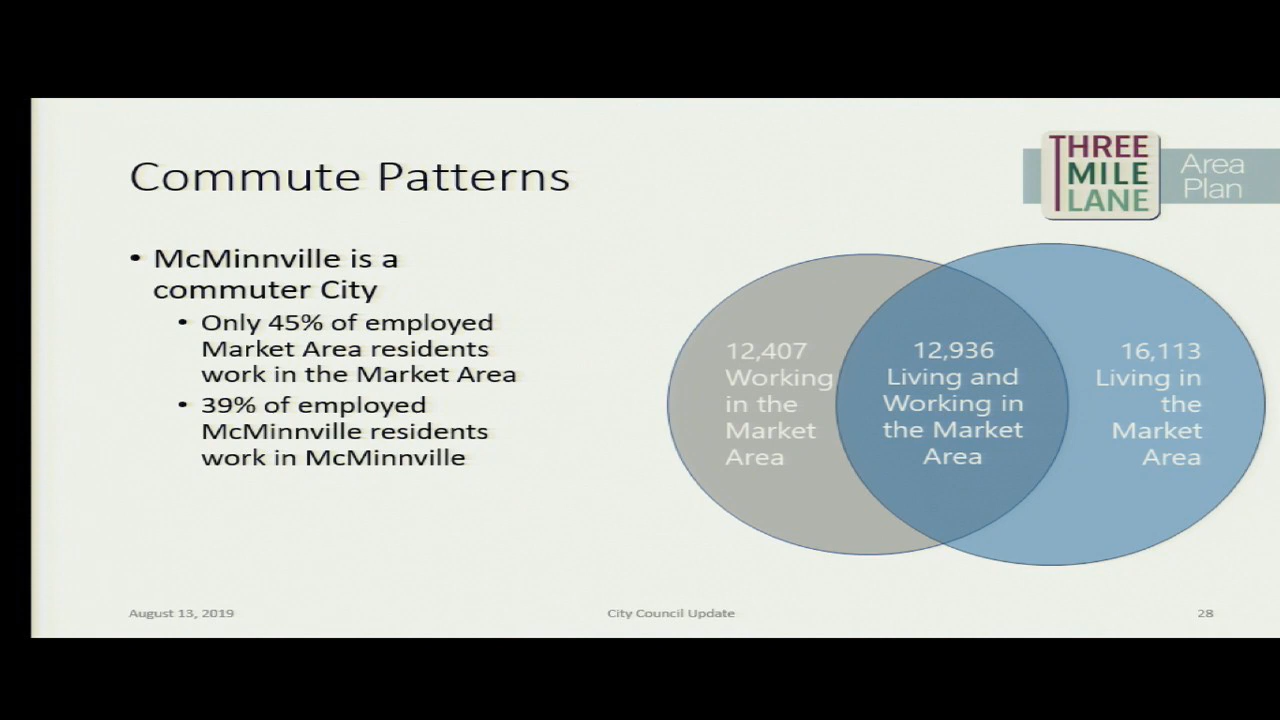 Commute Patterns
THREE
MILE
LANE
Area
Plan
• McMinnville is a
commuter City
• Only 45% of employed
Market Area residents
work in the Market Area
• 39% of employed
McMinnville residents
work in McMinnville
12,407
Working
in the
Market
Area
12,936
Living and
Working in
the Market
Area
16,113
Living in
the
Market
Area
August 13, 2019
City Council Update
28